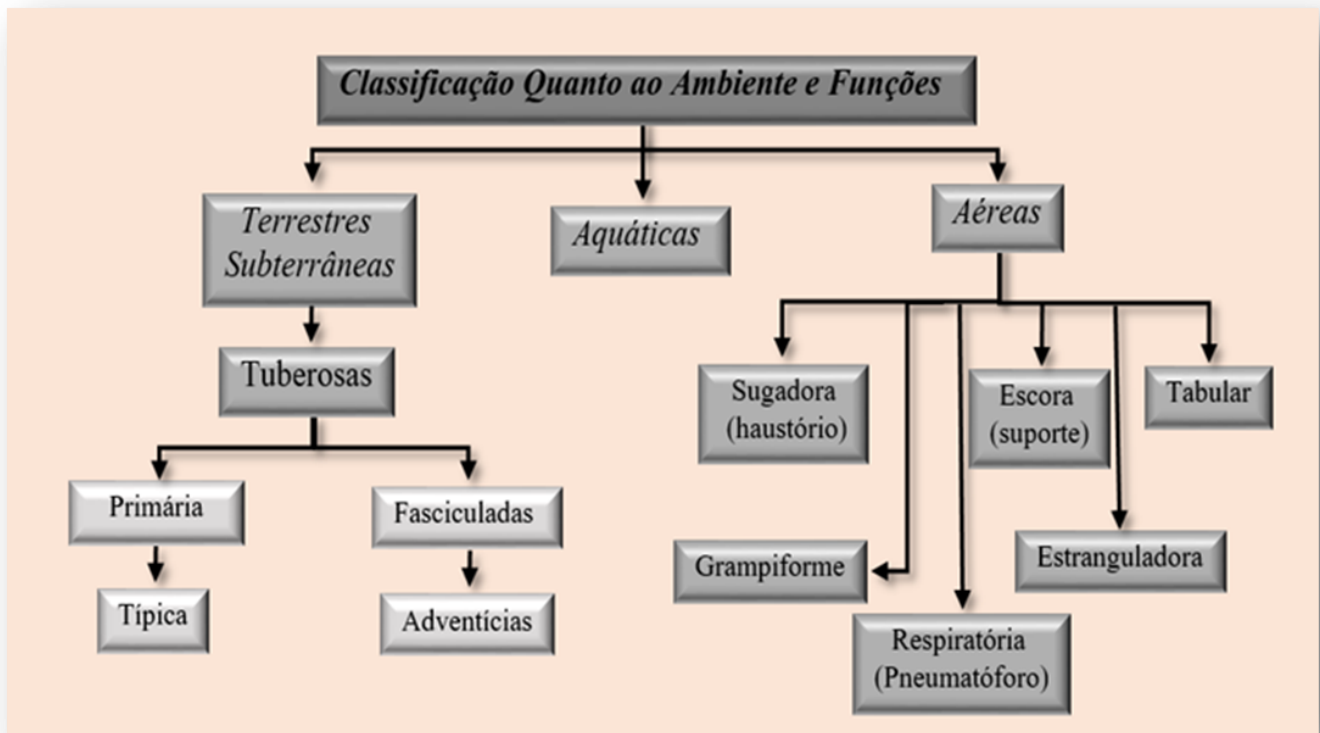 Classificação Quanto ao Ambiente e Funções
Terrestres
Subterrâneas
Aquáticas
Aéreas
Tuberosas
Primária
Fasciculadas
Típica
Adventícias
Sugadora
(haustório)
Escora
(suporte)
Tabular
Grampiforme
Estranguladora
Respiratória
(Pneumatóforo)